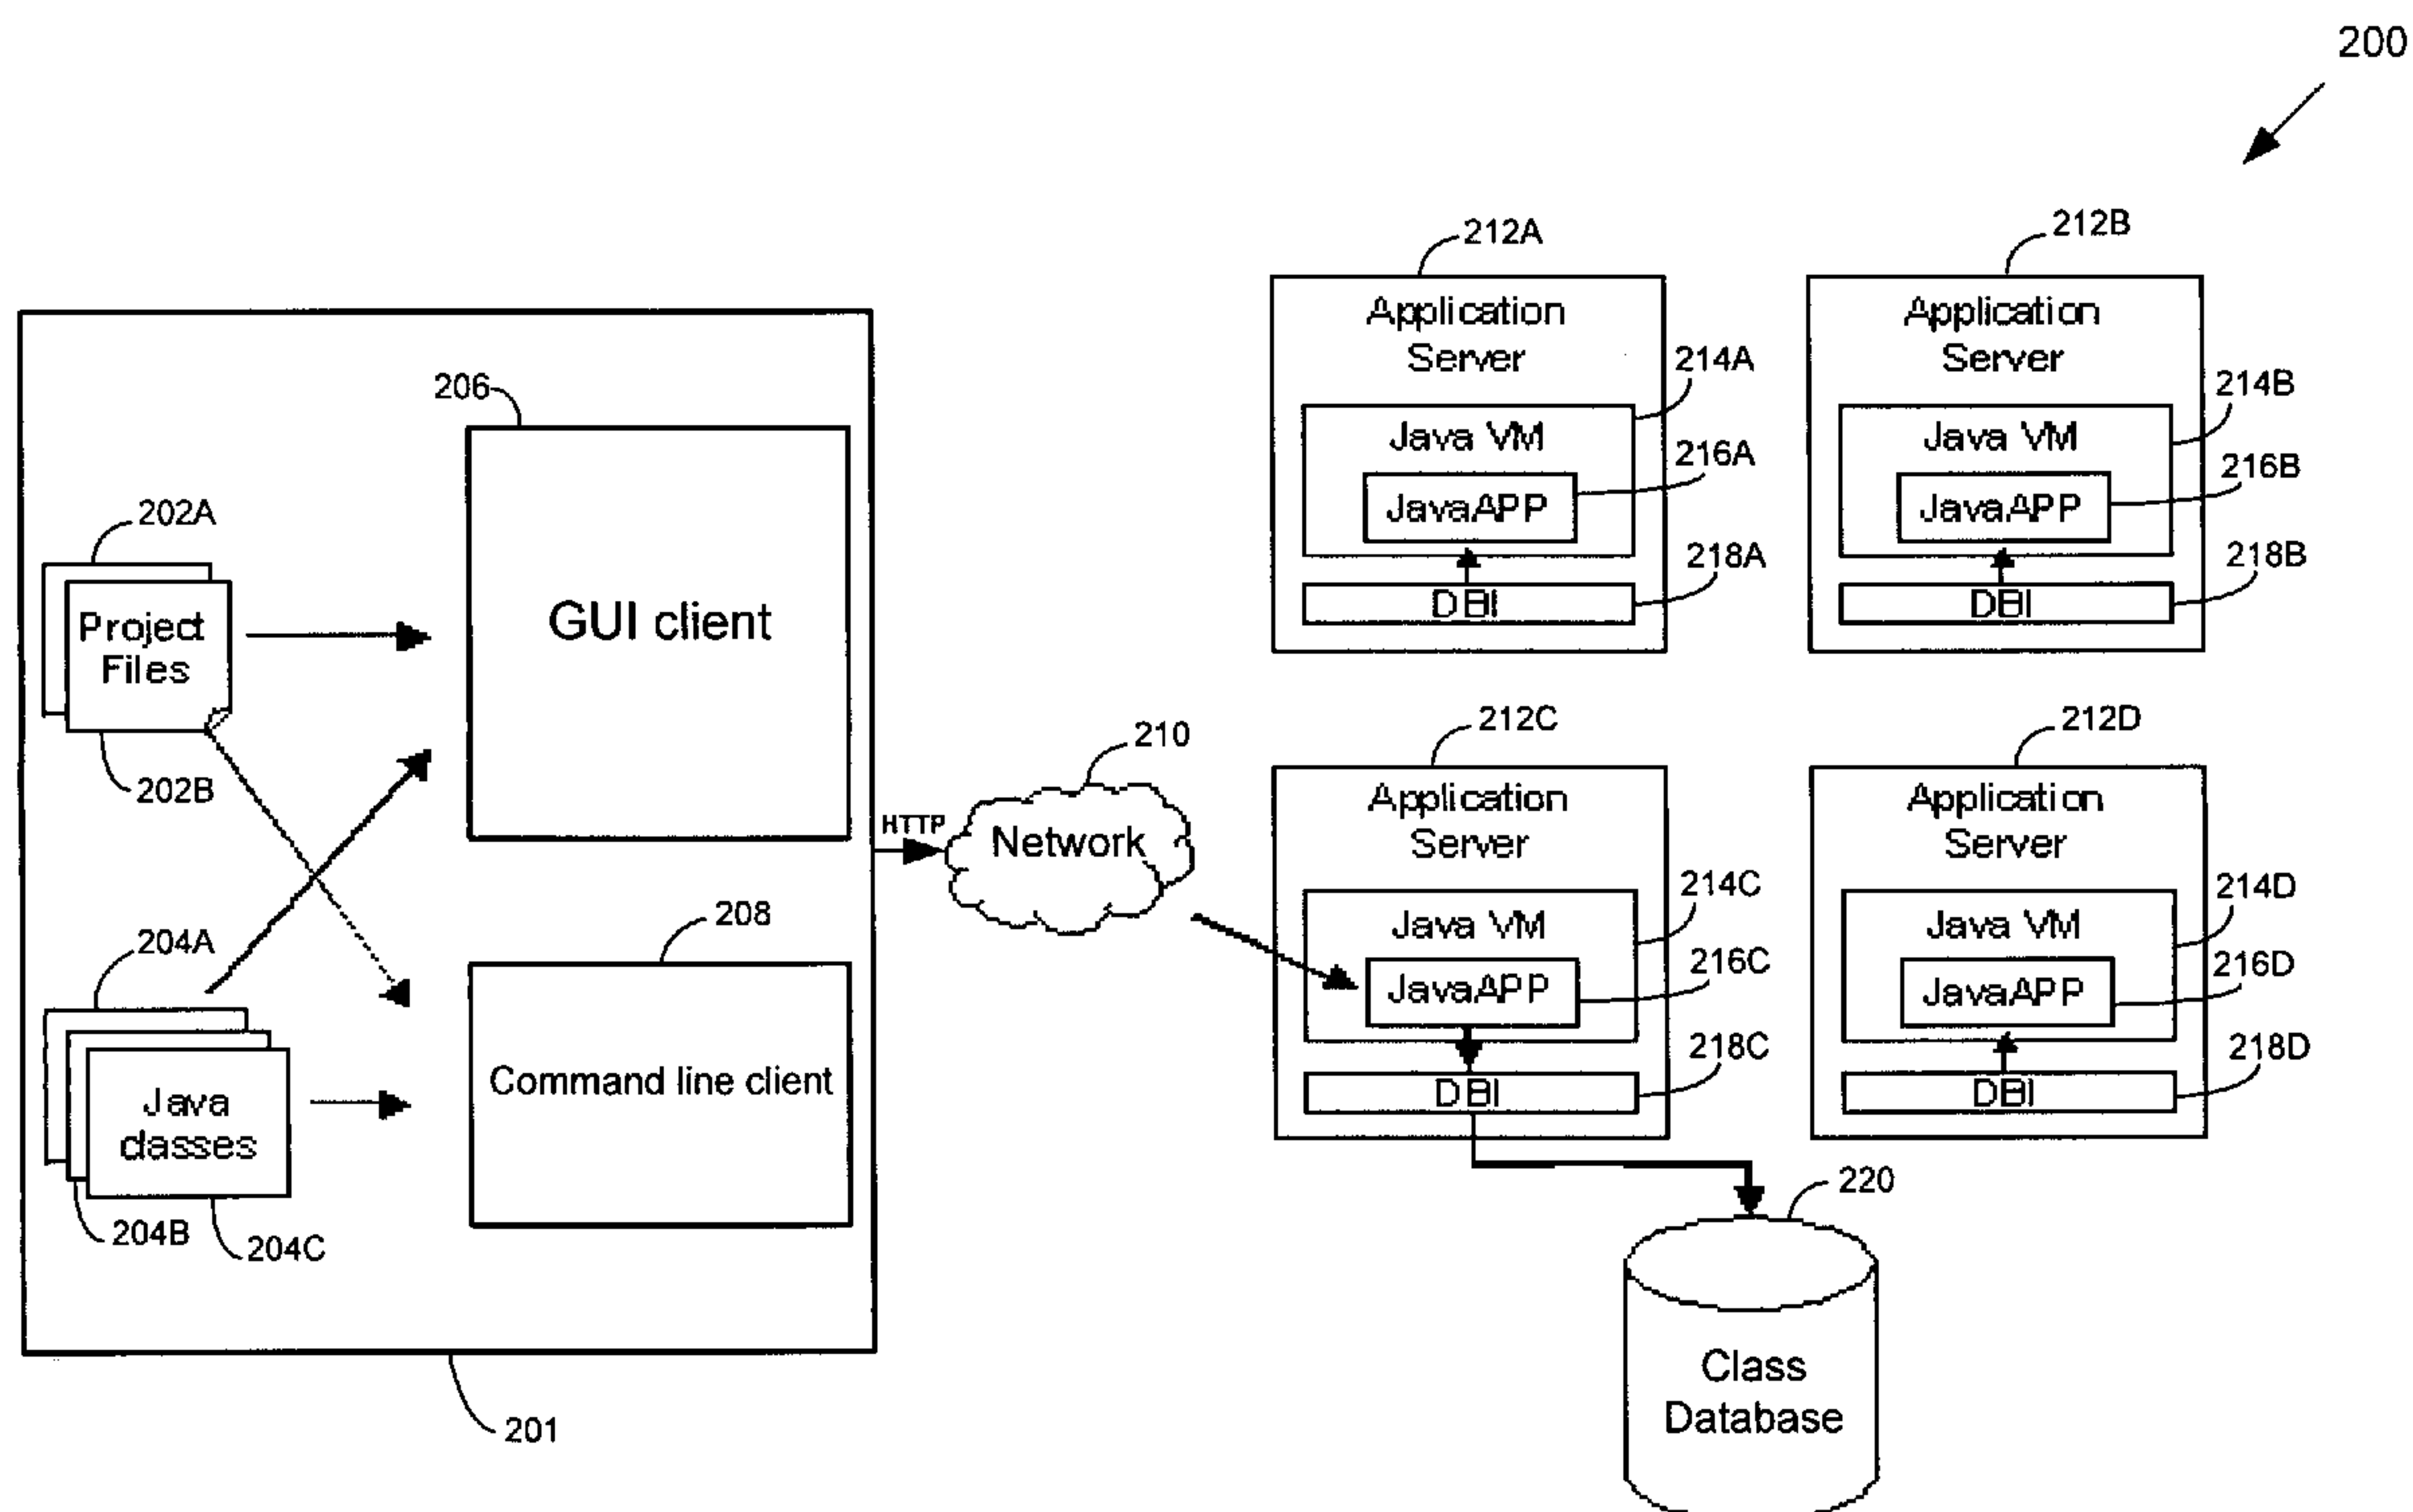 200
212A
212B
Application
Server
214A
Java VM
216A
JavaAPP
218A
DBI
Application
Server
214B
Java VM
216B
JavaAPP
218B
DBI
206
GUI client
202A
Project
Files
202B
204A
Java
classes
204B
204C
208
Command line client
201
HTTP
210
Network
212C
Application
Server
214C
Java VM
216C
JavaAPP
218C
DBI
212D
Application
Server
214D
Java VM
216D
JavaAPP
218D
DBI
220
Class
Database